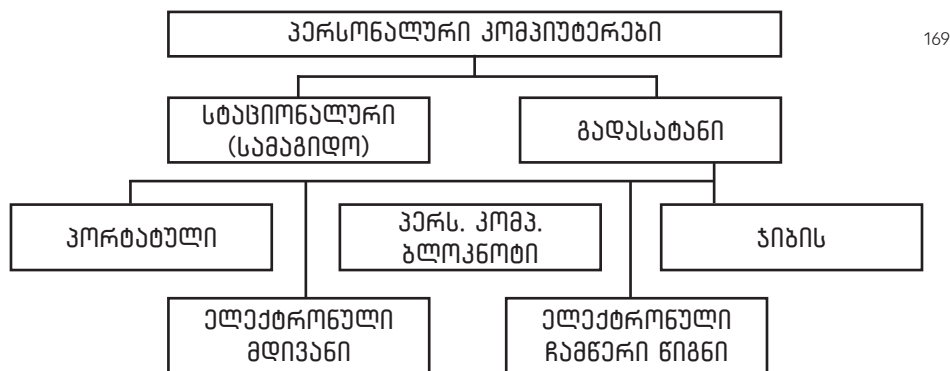 პერსონალური კომპიუტერები
169
სტაციონალური
(სამაგიდო)
გადასატანი
პორტატული
პერს. კომპ.
ბლოკნოტი
ჯიბის
ელექტრონული
მდივანი
ელექტრონული
ჩამწერი წიგნი